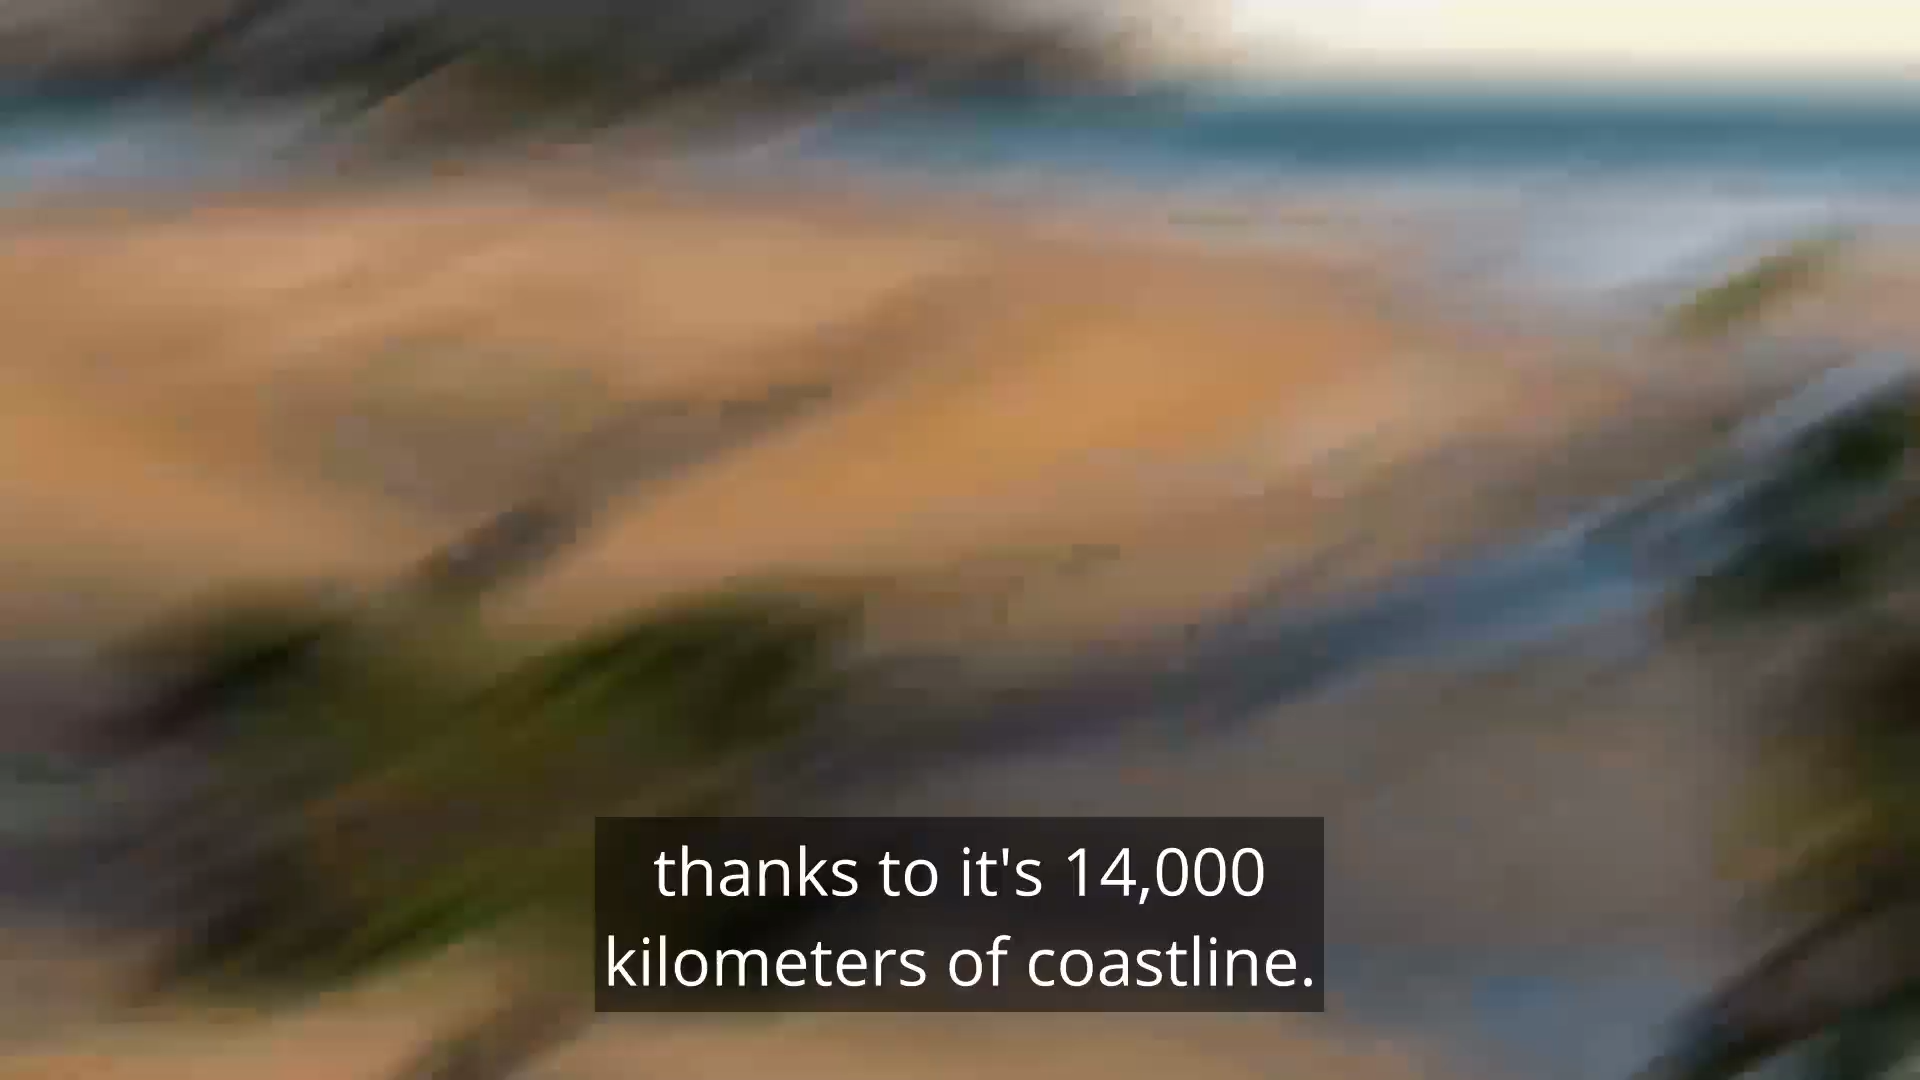 thanks to it's 14,000
kilometers of coastline.